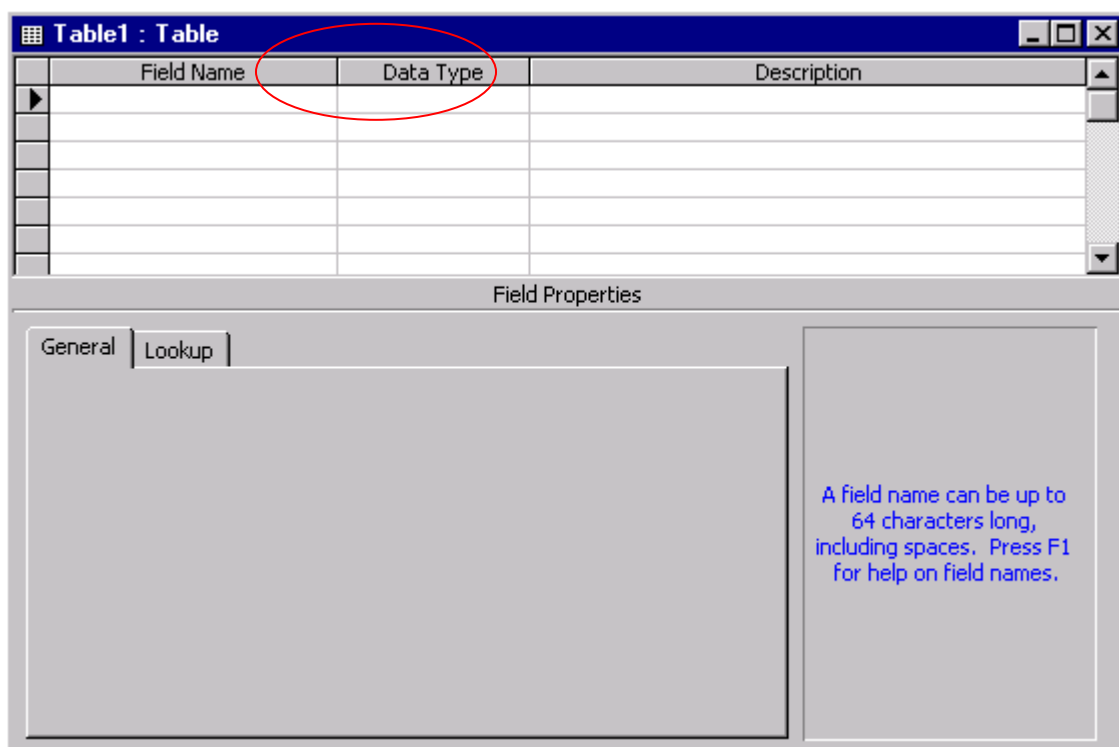 Table1 : Table
Field Name Data Type Description
Field Properties
General Lookup
A field name can be up to
64 characters long,
including spaces. Press F1
for help on field names.